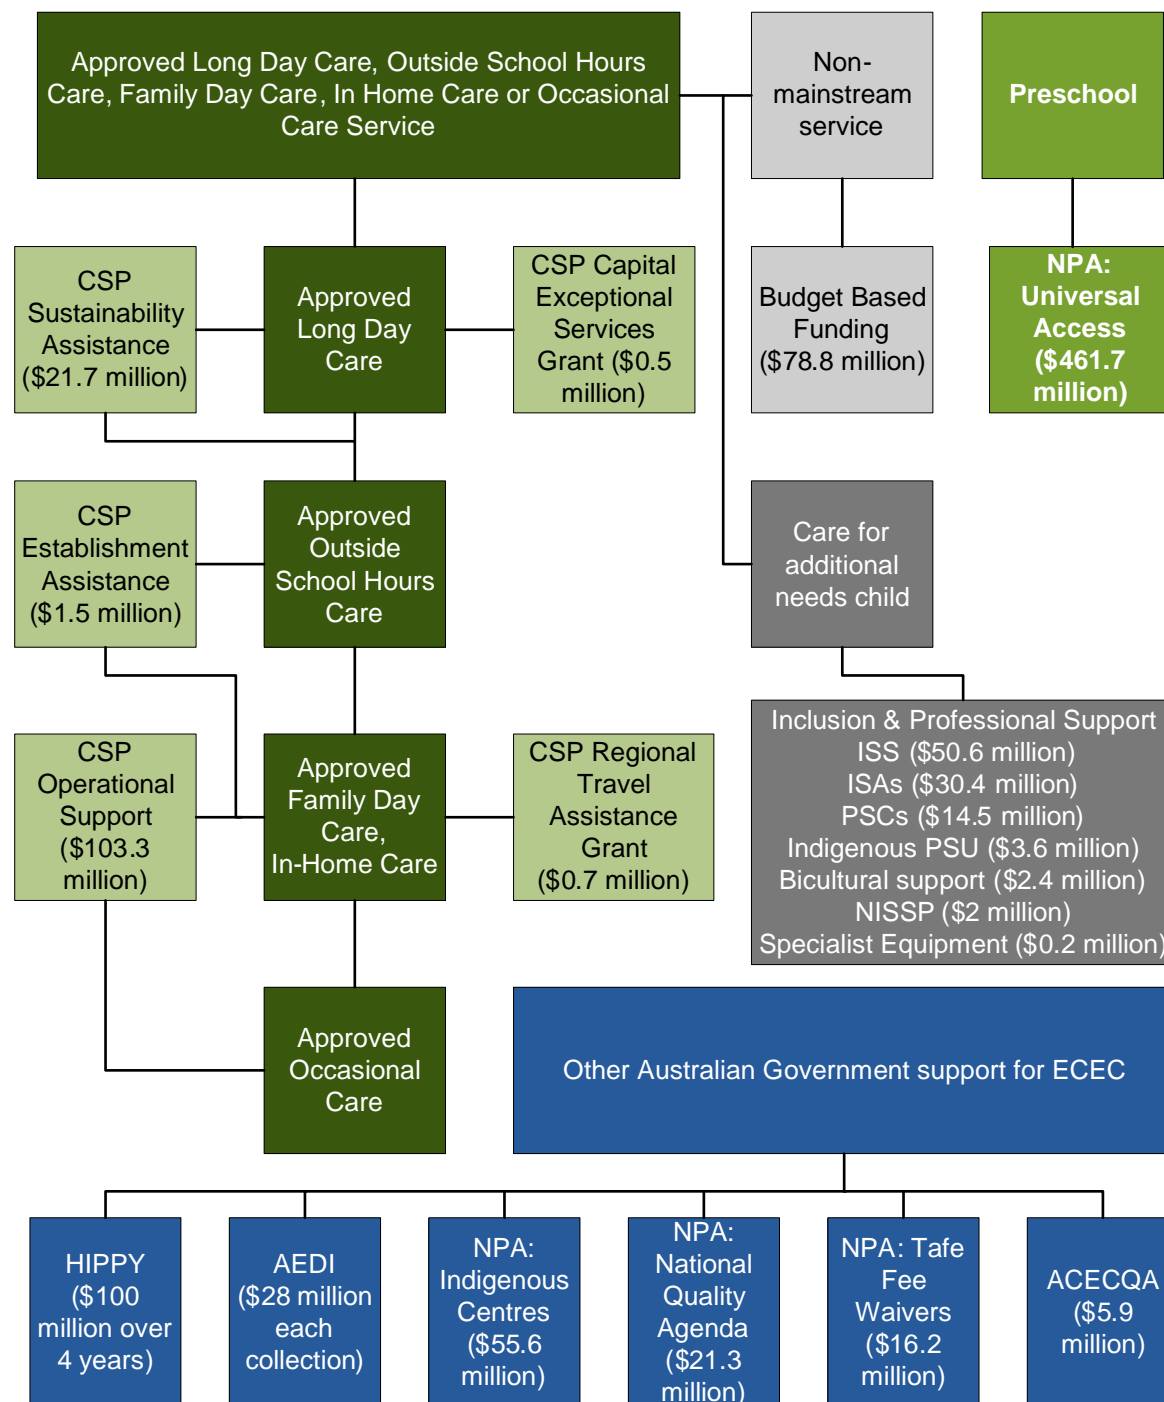 Approved Long Day Care, Outside School Hours
Care, Family Day Care, In Home Care or Occasional
Care Service
Non-
mainstream
service
Preschool
CSP
Sustainability
Assistance
($21.7 million)
Approved
Long Day
Care
CSP Capital
Exceptional
Services
Grant ($0.5
million)
Budget Based
Funding
($78.8 million)
NPA:
Universal
Access
($461.7
million)
CSP
Establishment
Assistance
($1.5 million)
Approved
Outside
School Hours
Care
Care for
additional
needs child
CSP
Operational
Support
($103.3
million)
Approved
Family Day
Care,
In-Home Care
CSP Regional
Travel
Assistance
Grant
($0.7 million)
Inclusion & Professional Support
ISS ($50.6 million)
ISAs ($30.4 million)
PSCs ($14.5 million)
Indigenous PSU ($3.6 million)
Bicultural support ($2.4 million)
NISSP ($2 million)
Specialist Equipment ($0.2 million)
Approved
Occasional
Care
Other Australian Government support for ECEC
HIPPY
($100
million over
4 years)
AEDI
($28 million
each
collection)
NPA:
Indigenous
Centres
($55.6
million)
NPA:
National
Quality
Agenda
($21.3
million)
NPA: Tafe
Fee
Waivers
($16.2
million)
ACECQA
($5.9
million)